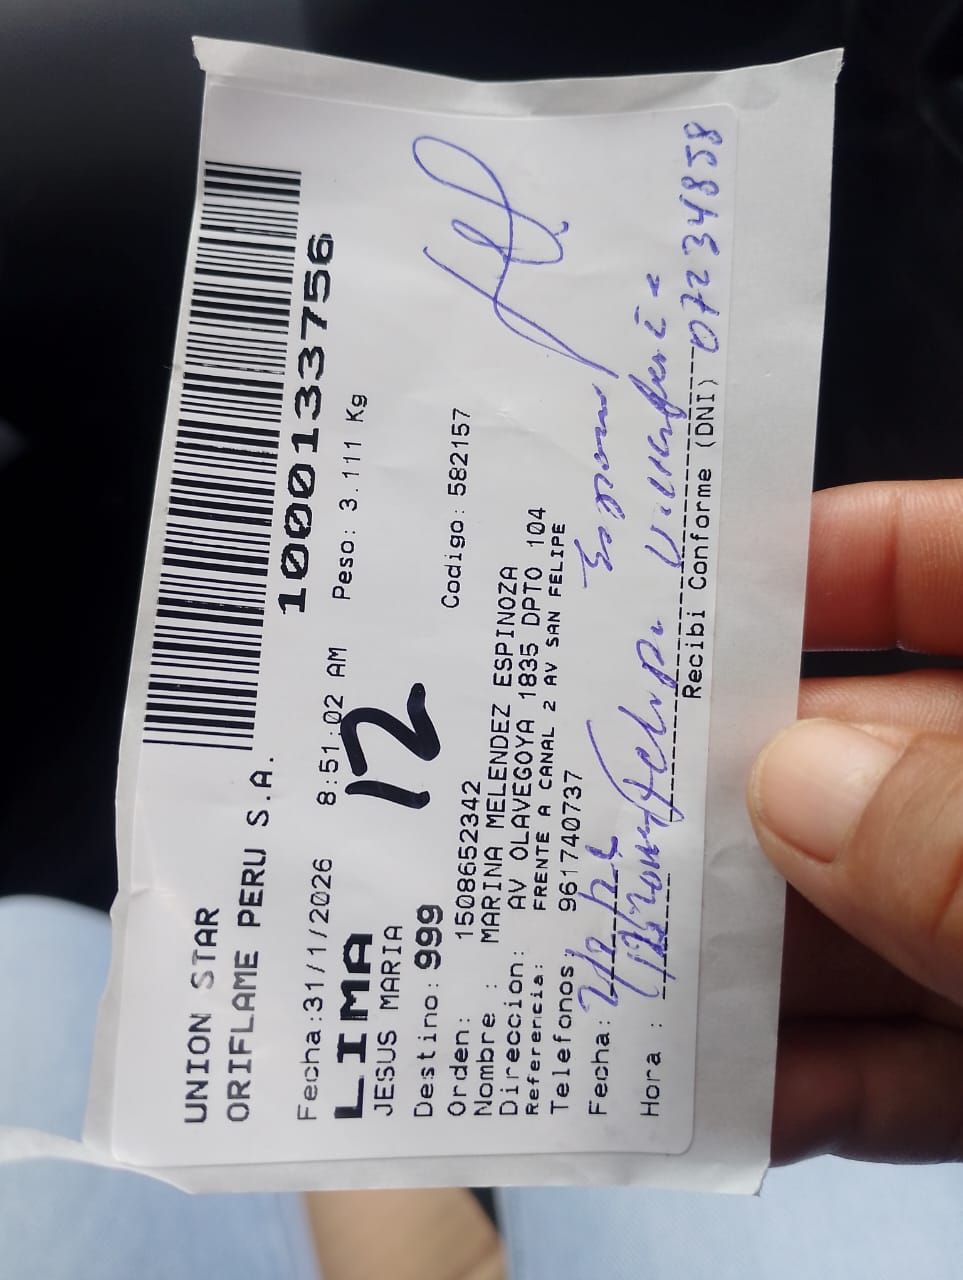 UNION STAR
ORIFLAME PERU S.A.
1000133756
Fecha:31/1/2026 8:51:02 AM Peso: 3.111 Kg
LIMA
JESUS MARIA
12
Destino: 999
Orden: 1508652342 Codigo: 582157
Nombre : MARINA MELENDEZ ESPINOZA
Direccion: AV OLAVEGOYA 1835 DPTO 104
Referencia: FRENTE A CANAL 2 AV SAN FELIPE
Telefonos: 961740737
Fecha:
Hora :
Recibi Conforme (DNI) 07234858